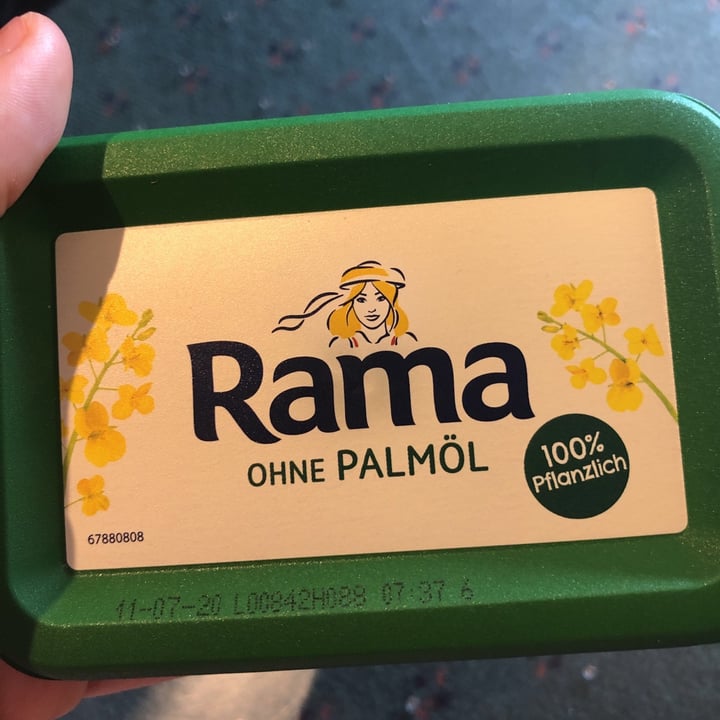 Rama
OHNE PALMÖL
100%
Pflanzlich
67880808
11-07-20 L00842H088 07:37 6